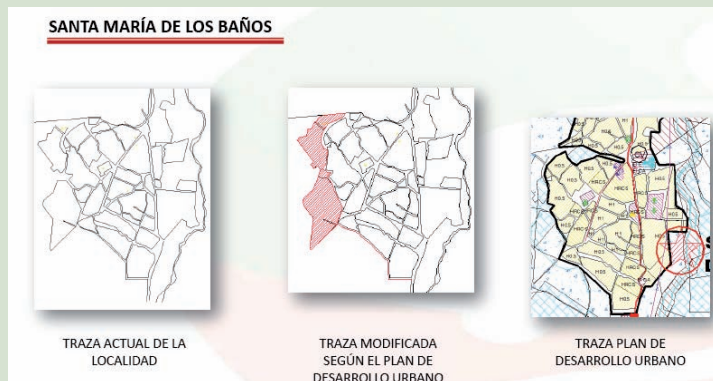 SANTA MARÍA DE LOS BAÑOS
TRAZA ACTUAL DE LA
LOCALIDAD
TRAZA MODIFICADA
SEGÚN EL PLAN DE
DESARROLLO URBANO
TRAZA PLAN DE
DESARROLLO URBANO